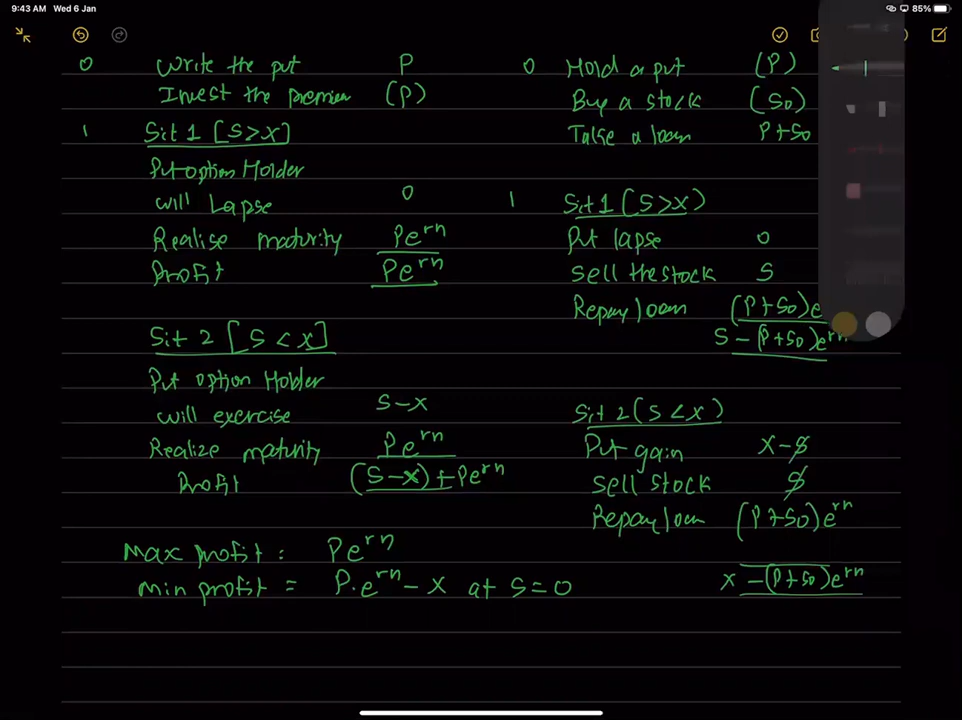 9:43 AM Wed 6 Jan
85%
0 Write the put P
Invest the premium (P)
1 Sit 1 [S>X]
Put option Holder
will Lapse 0
Realise maturity Pe^rn
Profit Pe^rn
Sit 2 [S < X]
Put option Holder
will exercise S-X
Realize maturity Pe^rn
Profit (S-X)+Pe^rn
Max profit = Pe^rn
min profit = P.e^rn - X at S=0
0 Hold a put (P)
Buy a stock (S0)
Take a loan P+S0
1 Sit 1 (S>X)
Put lapse 0
Sell the stock S
Repay loan (P+S0)e
S-(P+S0)e^rn
Sit 2 (S<X)
Put gain X-S
Sell stock S
Repay loan (P+S0)e^rn
X-(P+S0)e^rn